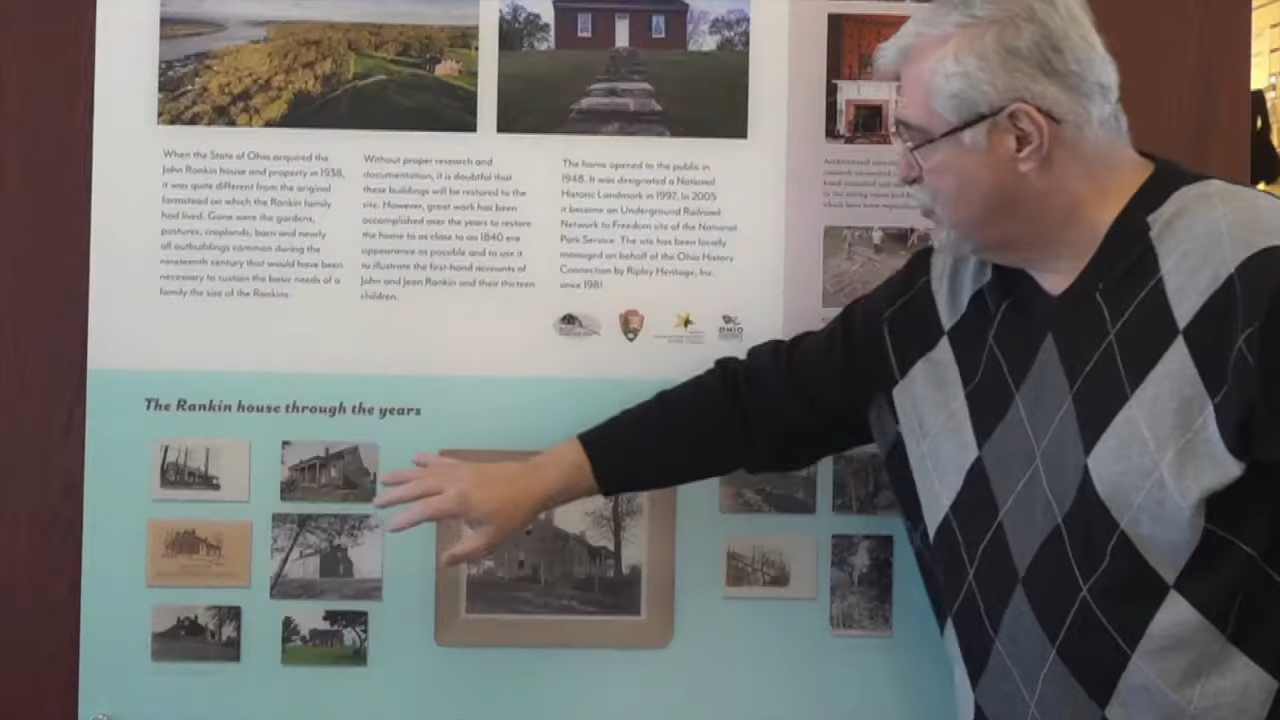 When the State of Ohio acquired the
John Rankin house and property in 1938,
it was quite different from the original
farmstead on which the Rankin family
had lived. Gone were the gardens,
pastures, croplands, barn and nearly
all outbuildings common during the
nineteenth century that would have been
necessary to sustain the basic needs of a
family the size of the Rankins.
Without proper research and
documentation, it is doubtful that
these buildings will be restored to the
site. However, great work has been
accomplished over the years to restore
the home to as close to an 1840 era
appearance as possible and to use it
to illustrate the first-hand accounts of
John and Jean Rankin and their thirteen
children.
The home opened to the public in
1948. It was designated a National
Historic Landmark in 1997. In 2005
it became an Underground Railroad
Network to Freedom site of the National
Park Service. The site has been locally
managed on behalf of the Ohio History
Connection by Ripley Heritage, Inc.
since 1981.
OHIO
The Rankin house through the years